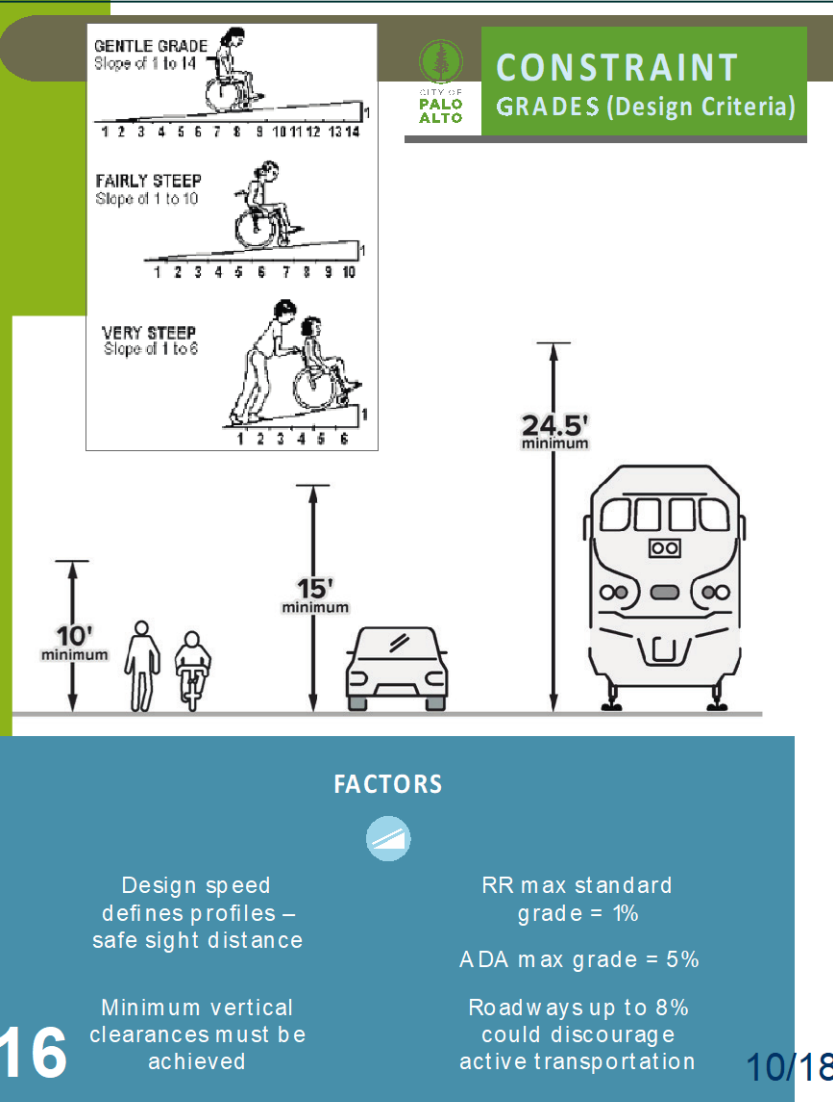 GENTLE GRADE
Slope of 1 to 14
1
1 2 3 4 5 6 7 8 9 10 11 12 13 14
FAIRLY STEEP
Slope of 1 to 10
1
1 2 3 4 5 6 7 8 9 10
VERY STEEP
Slope of 1 to 6
1
1 2 3 4 5 6
CITY OF
PALO
ALTO
CONSTRAINT
GRADES (Design Criteria)
10'
minimum
15'
minimum
24.5'
minimum
FACTORS
Design speed
defines profiles –
safe sight distance
Minimum vertical
clearances must be
achieved
RR max standard
grade = 1%
ADA max grade = 5%
Roadways up to 8%
could discourage
active transportation
16
10/18